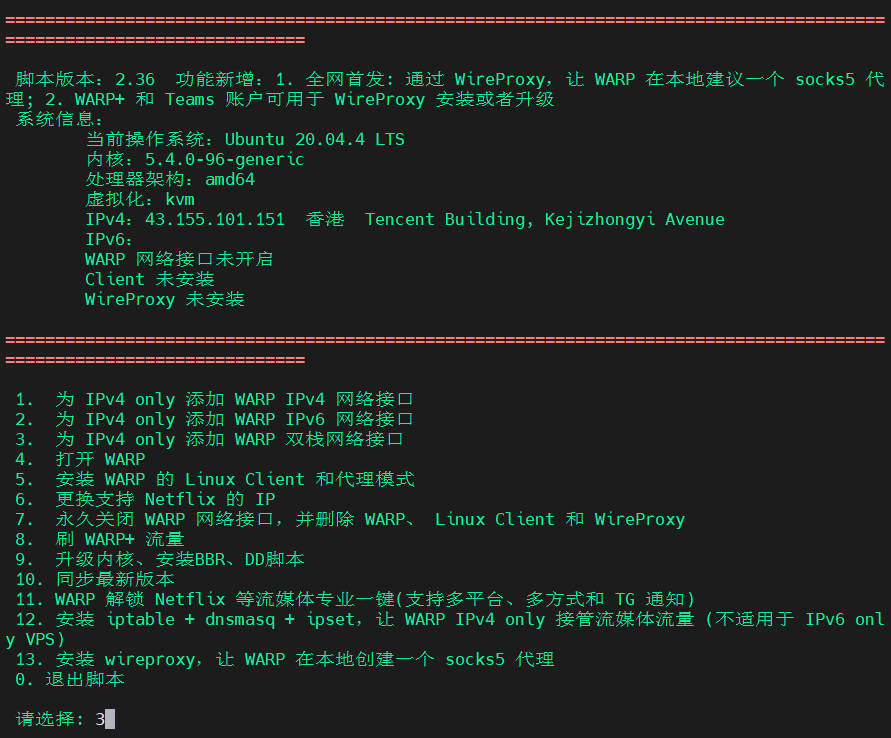 ========================================================================================
==============================
脚本版本：2.36  功能新增：1. 全网首发: 通过 WireProxy，让 WARP 在本地建议一个 socks5 代
理; 2. WARP+ 和 Teams 账户可用于 WireProxy 安装或者升级
系统信息：
当前操作系统：Ubuntu 20.04.4 LTS
内核：5.4.0-96-generic
处理器架构：amd64
虚拟化：kvm
IPv4：43.155.101.151  香港  Tencent Building, Kejizhongyi Avenue
IPv6：
WARP 网络接口未开启
Client 未安装
WireProxy 未安装
========================================================================================
==============================
1.  为 IPv4 only 添加 WARP IPv4 网络接口
2.  为 IPv4 only 添加 WARP IPv6 网络接口
3.  为 IPv4 only 添加 WARP 双栈网络接口
4.  打开 WARP
5.  安装 WARP 的 Linux Client 和代理模式
6.  更换支持 Netflix 的 IP
7.  永久关闭 WARP 网络接口，并删除 WARP、 Linux Client 和 WireProxy
8.  刷 WARP+ 流量
9.  升级内核、安装BBR、DD脚本
10. 同步最新版本
11. WARP 解锁 Netflix 等流媒体专业一键(支持多平台、多方式和 TG 通知)
12. 安装 iptable + dnsmasq + ipset，让 WARP IPv4 only 接管流媒体流量 (不适用于 IPv6 onl
y VPS)
13. 安装 wireproxy，让 WARP 在本地创建一个 socks5 代理
0. 退出脚本
请选择: 3